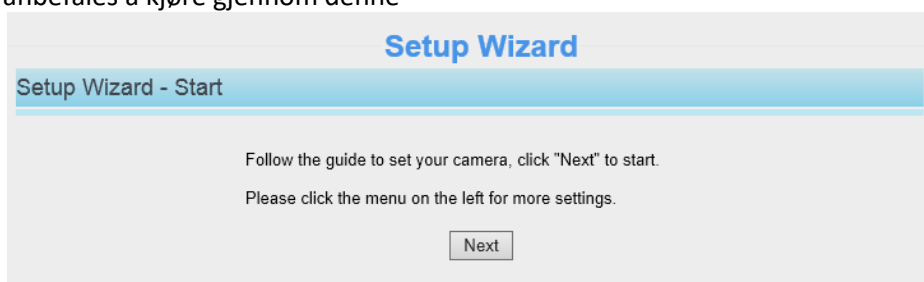 anbefales å kjøre gjennom denne
Setup Wizard
Setup Wizard - Start
Follow the guide to set your camera, click "Next" to start.
Please click the menu on the left for more settings.
Next